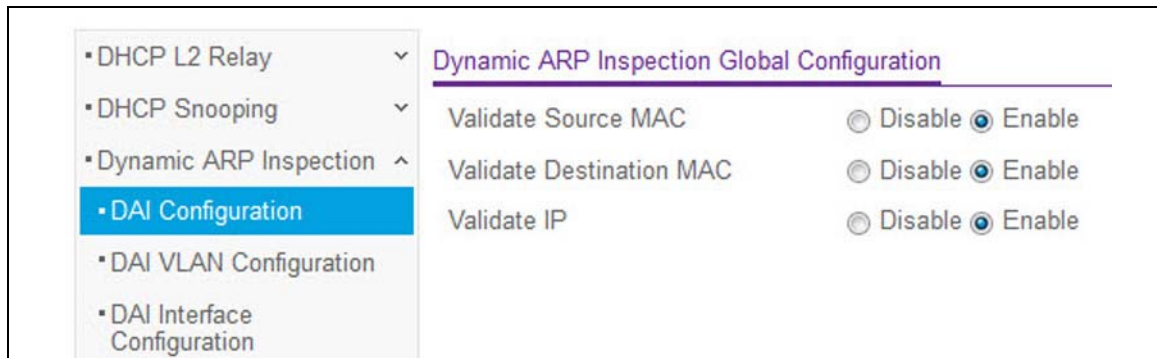 DHCP L2 Relay
DHCP Snooping
Dynamic ARP Inspection
DAI Configuration
DAI VLAN Configuration
DAI Interface
Configuration
Dynamic ARP Inspection Global Configuration
Validate Source MAC Disable Enable
Validate Destination MAC Disable Enable
Validate IP Disable Enable